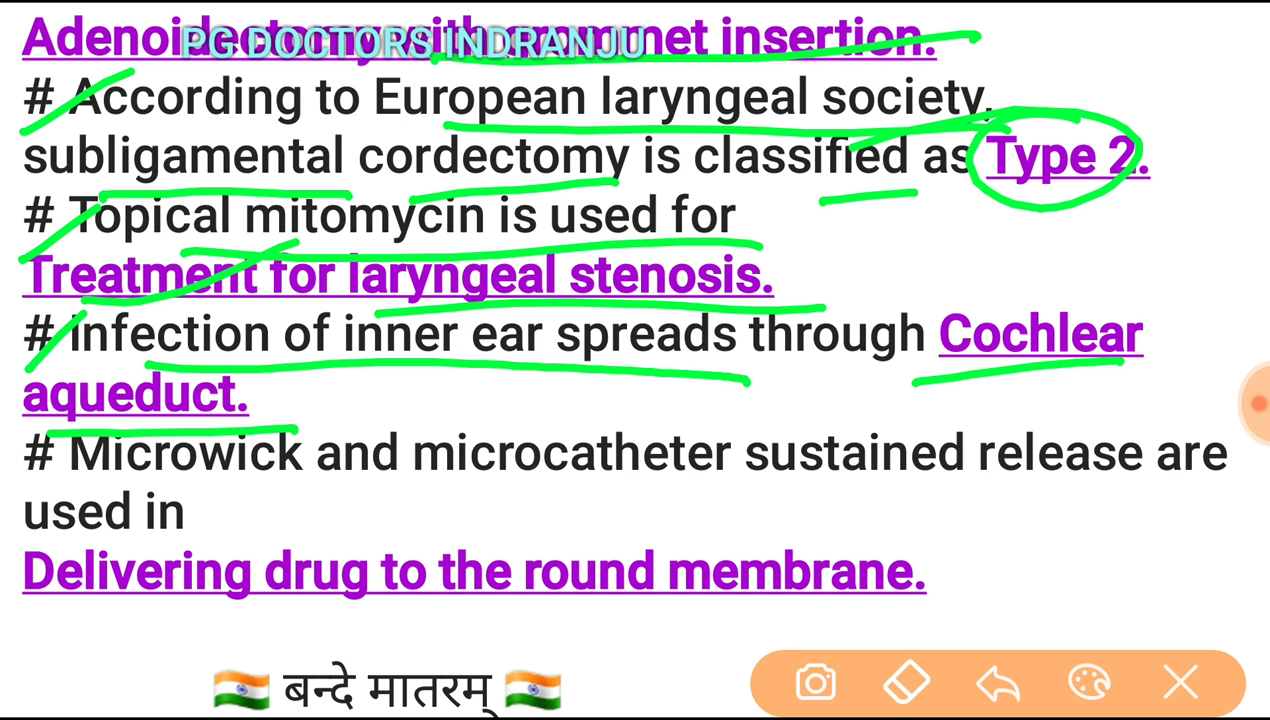 Adenoidectomy with grommet insertion.
PG DOCTORS INDRANJU
# According to European laryngeal society,
subligamental cordectomy is classified as Type 2.
# Topical mitomycin is used for
Treatment for laryngeal stenosis.
# Infection of inner ear spreads through Cochlear
aqueduct.
# Microwick and microcatheter sustained release are
used in
Delivering drug to the round membrane.
🇮🇳 बन्दे मातरम् 🇮🇳